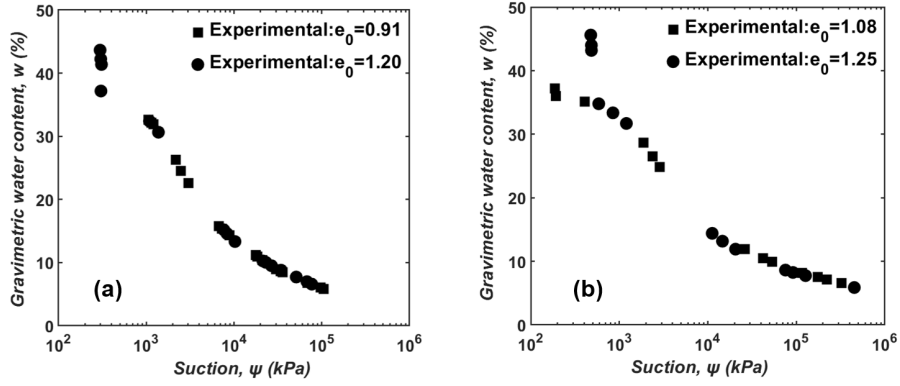 50
40
30
20
10
0
Gravimetric water content, w (%)
Experimental:e0=0.91
Experimental:e0=1.20
(a)
10^2 10^3 10^4 10^5 10^6
Suction, ψ (kPa)
50
40
30
20
10
0
Gravimetric water content, w (%)
Experimental:e0=1.08
Experimental:e0=1.25
(b)
10^2 10^3 10^4 10^5 10^6
Suction, ψ (kPa)